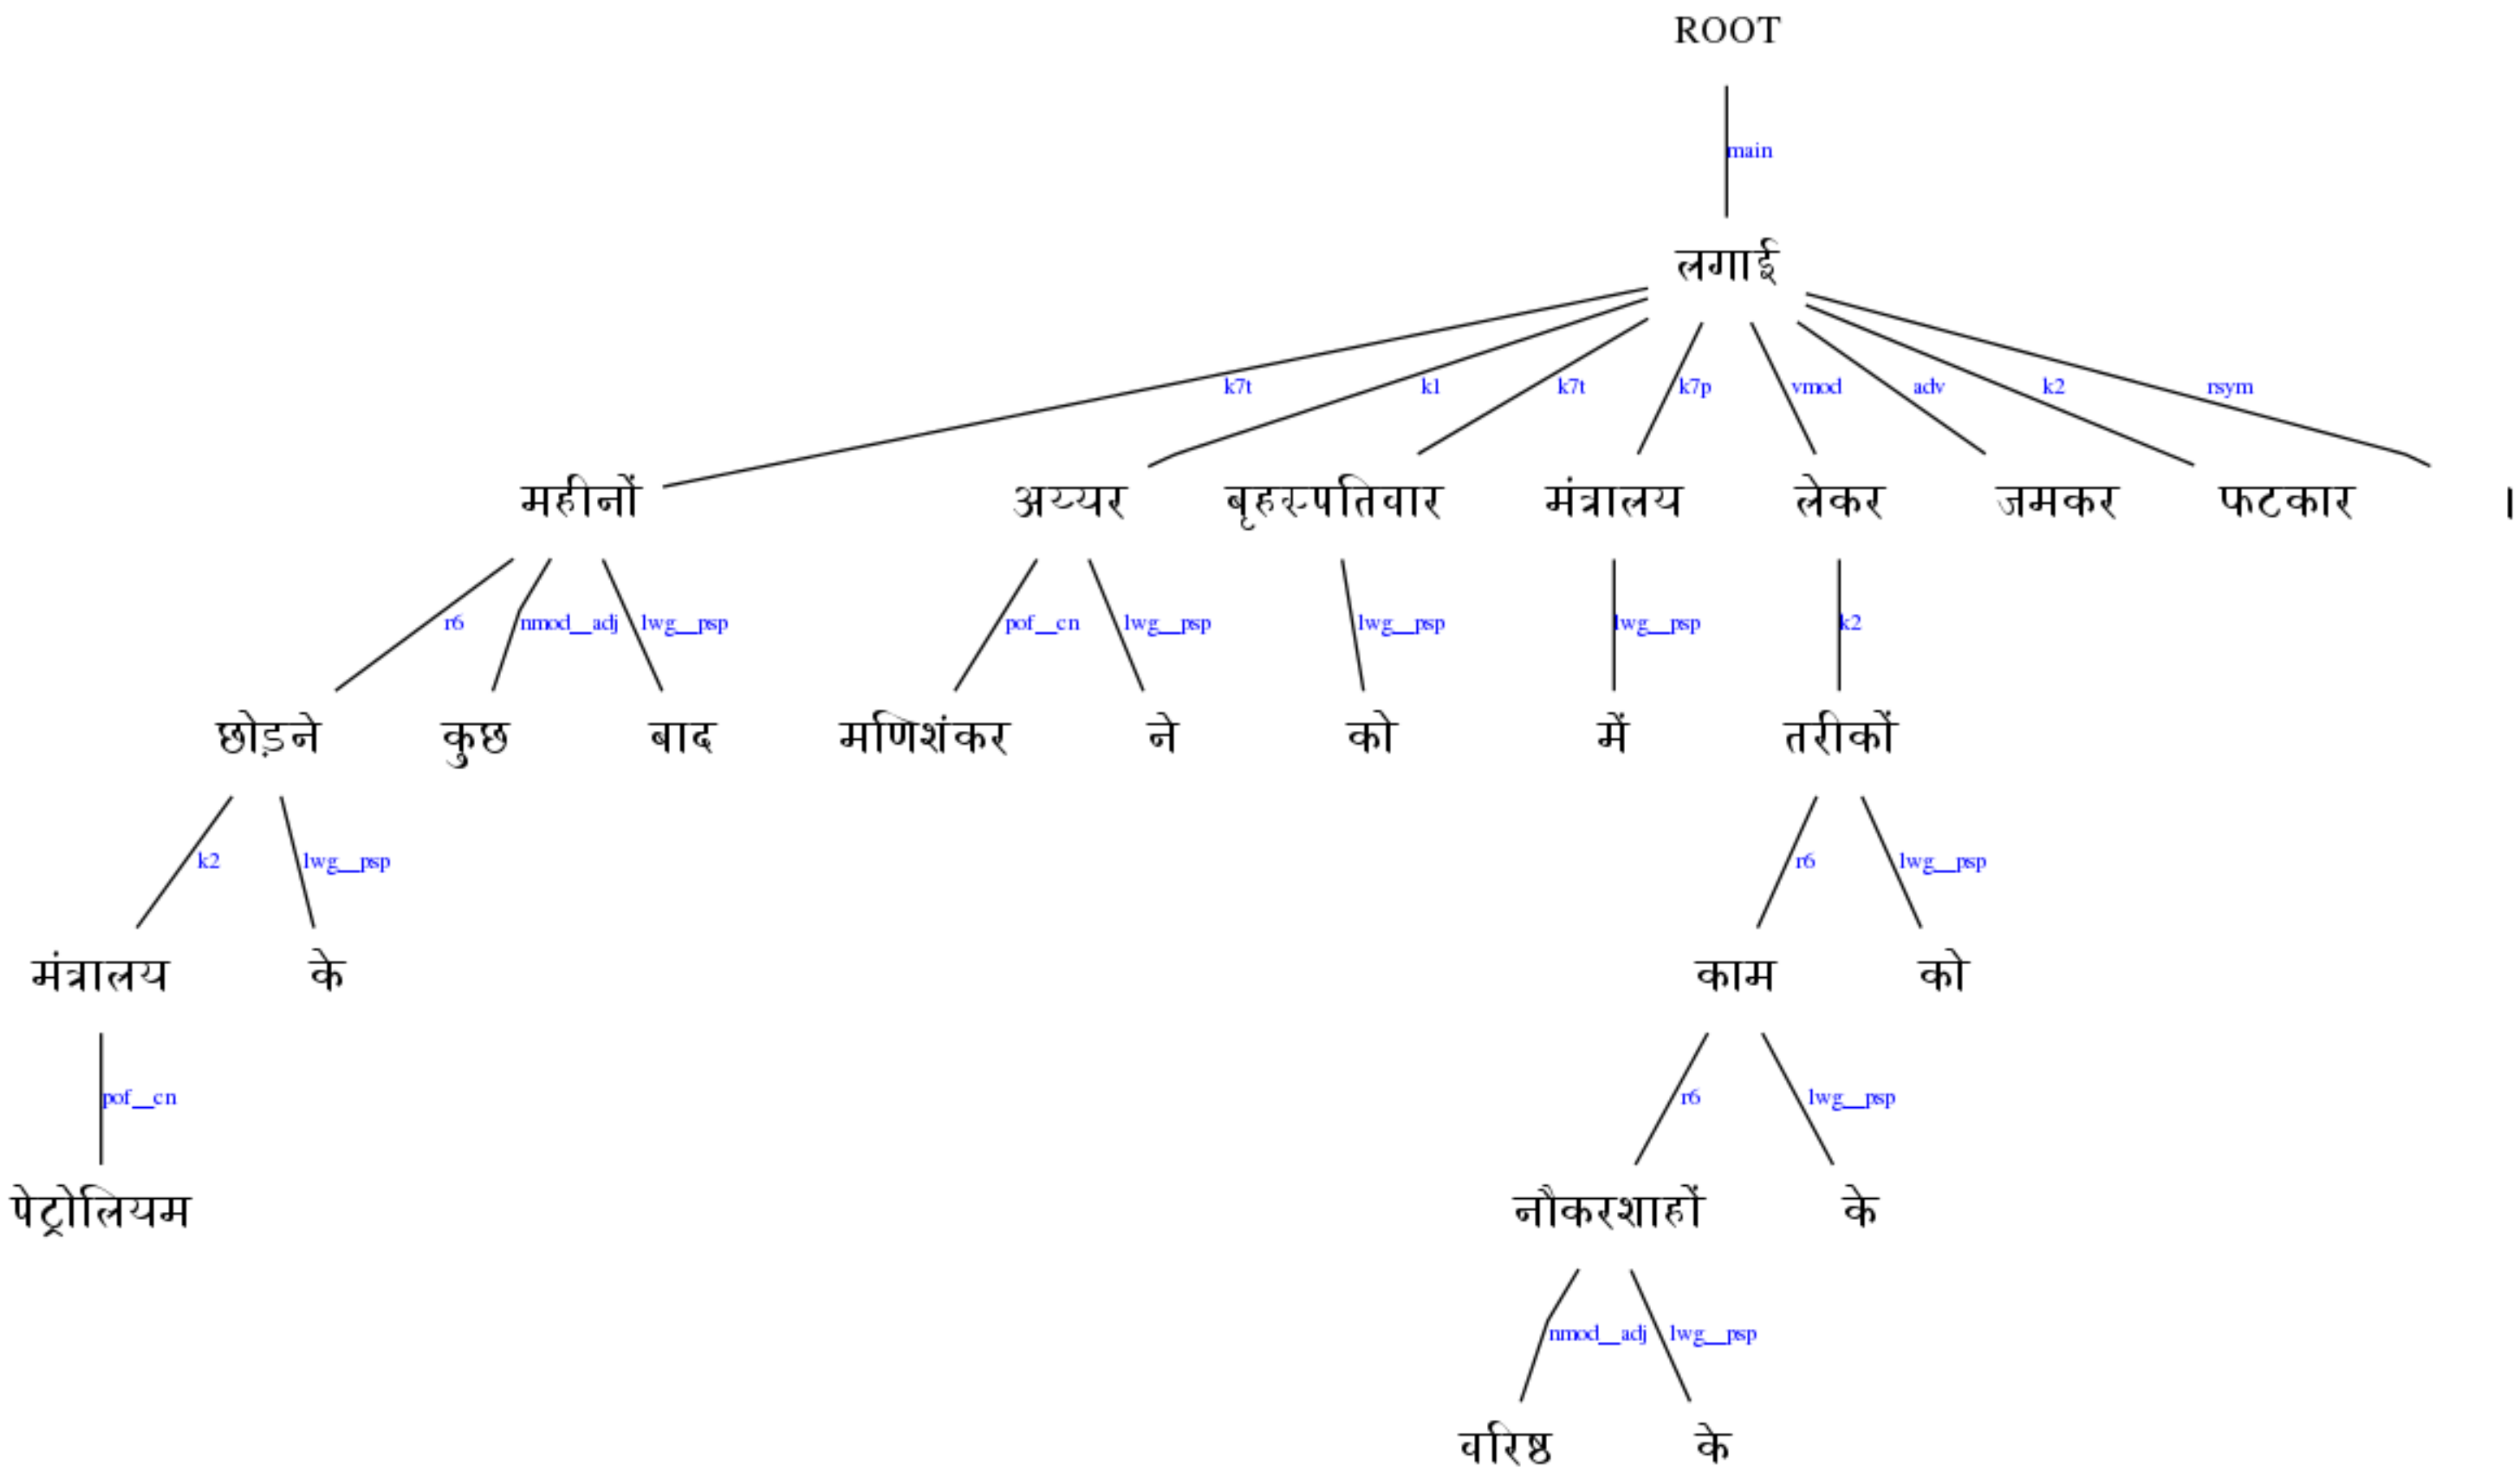 ROOT
main
लगाई
k7t k1 k7t k7p vmod adv k2 rsym
महीनों अय्यर बृहस्पतिवार मंत्रालय लेकर जमकर फटकार ।
r6 nmod__adj lwg__psp pof__cn lwg__psp lwg__psp lwg__psp k2
छोड़ने कुछ बाद मणिशंकर ने को में तरीकों
k2 lwg__psp r6 lwg__psp
मंत्रालय के काम को
pof__cn r6 lwg__psp
पेट्रोलियम नौकरशाहों के
nmod__adj lwg__psp
वरिष्ठ के